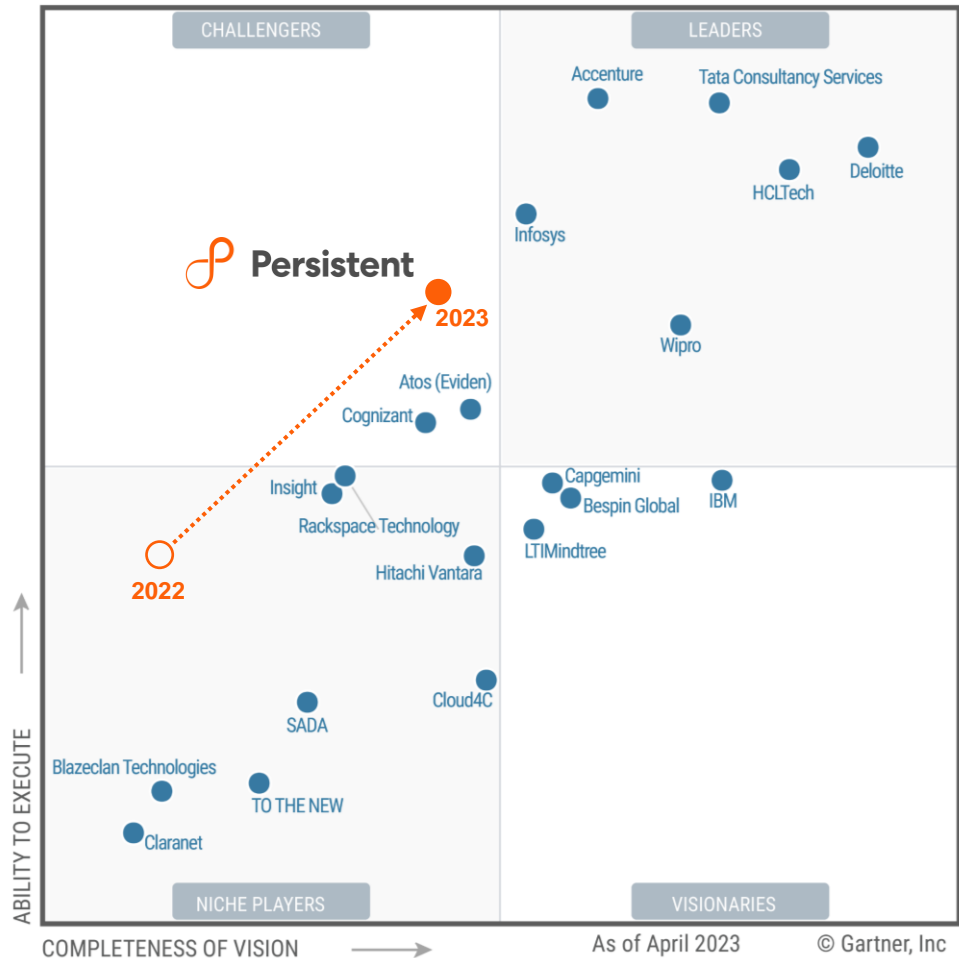 CHALLENGERS
LEADERS
Accenture
Tata Consultancy Services
Deloitte
HCLTech
Infosys
Persistent
2023
Wipro
Atos (Eviden)
Cognizant
Capgemini
Insight
Bespin Global
IBM
Rackspace Technology
LTIMindtree
Hitachi Vantara
2022
Cloud4C
SADA
Blazeclan Technologies
TO THE NEW
Claranet
ABILITY TO EXECUTE
NICHE PLAYERS
VISIONARIES
COMPLETENESS OF VISION
As of April 2023
© Gartner, Inc